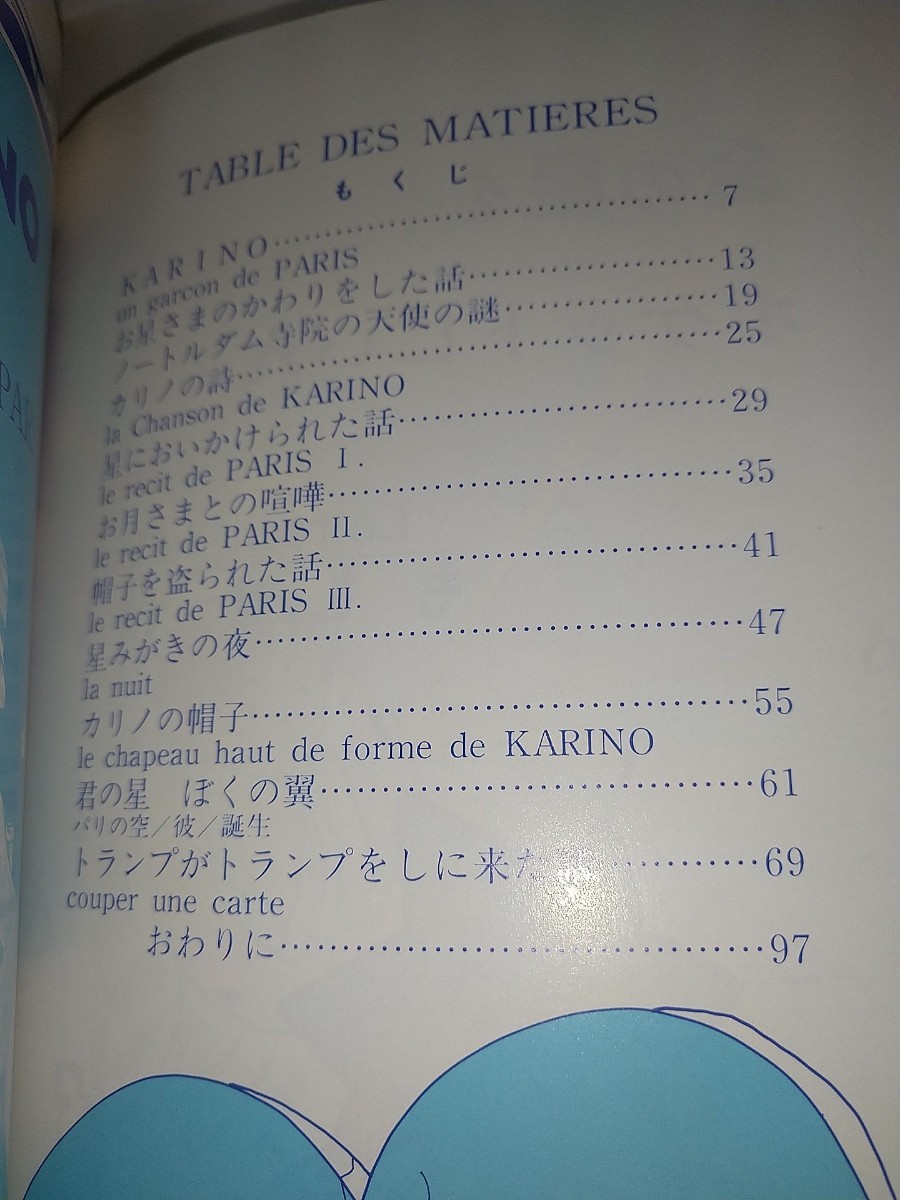 NO
PAR
TABLE DES MATIERES
もくじ
KARINO……………………………… 7
un garcon de PARIS
お星さまのかわりをした話……………………13
ノートルダム寺院の天使の謎…………………19
カリノの詩………………………………………25
la Chanson de KARINO
星においかけられた話…………………………29
le recit de PARIS I.
お月さまとの喧嘩………………………………35
le recit de PARIS II.
帽子を盗られた話………………………………41
le recit de PARIS III.
星みがきの夜……………………………………47
la nuit
カリノの帽子……………………………………55
le chapeau haut de forme de KARINO
君の星 ぼくの翼………………………………61
パリの空/彼/誕生
トランプがトランプをしに来た…………69
couper une carte
おわりに…………………………………97